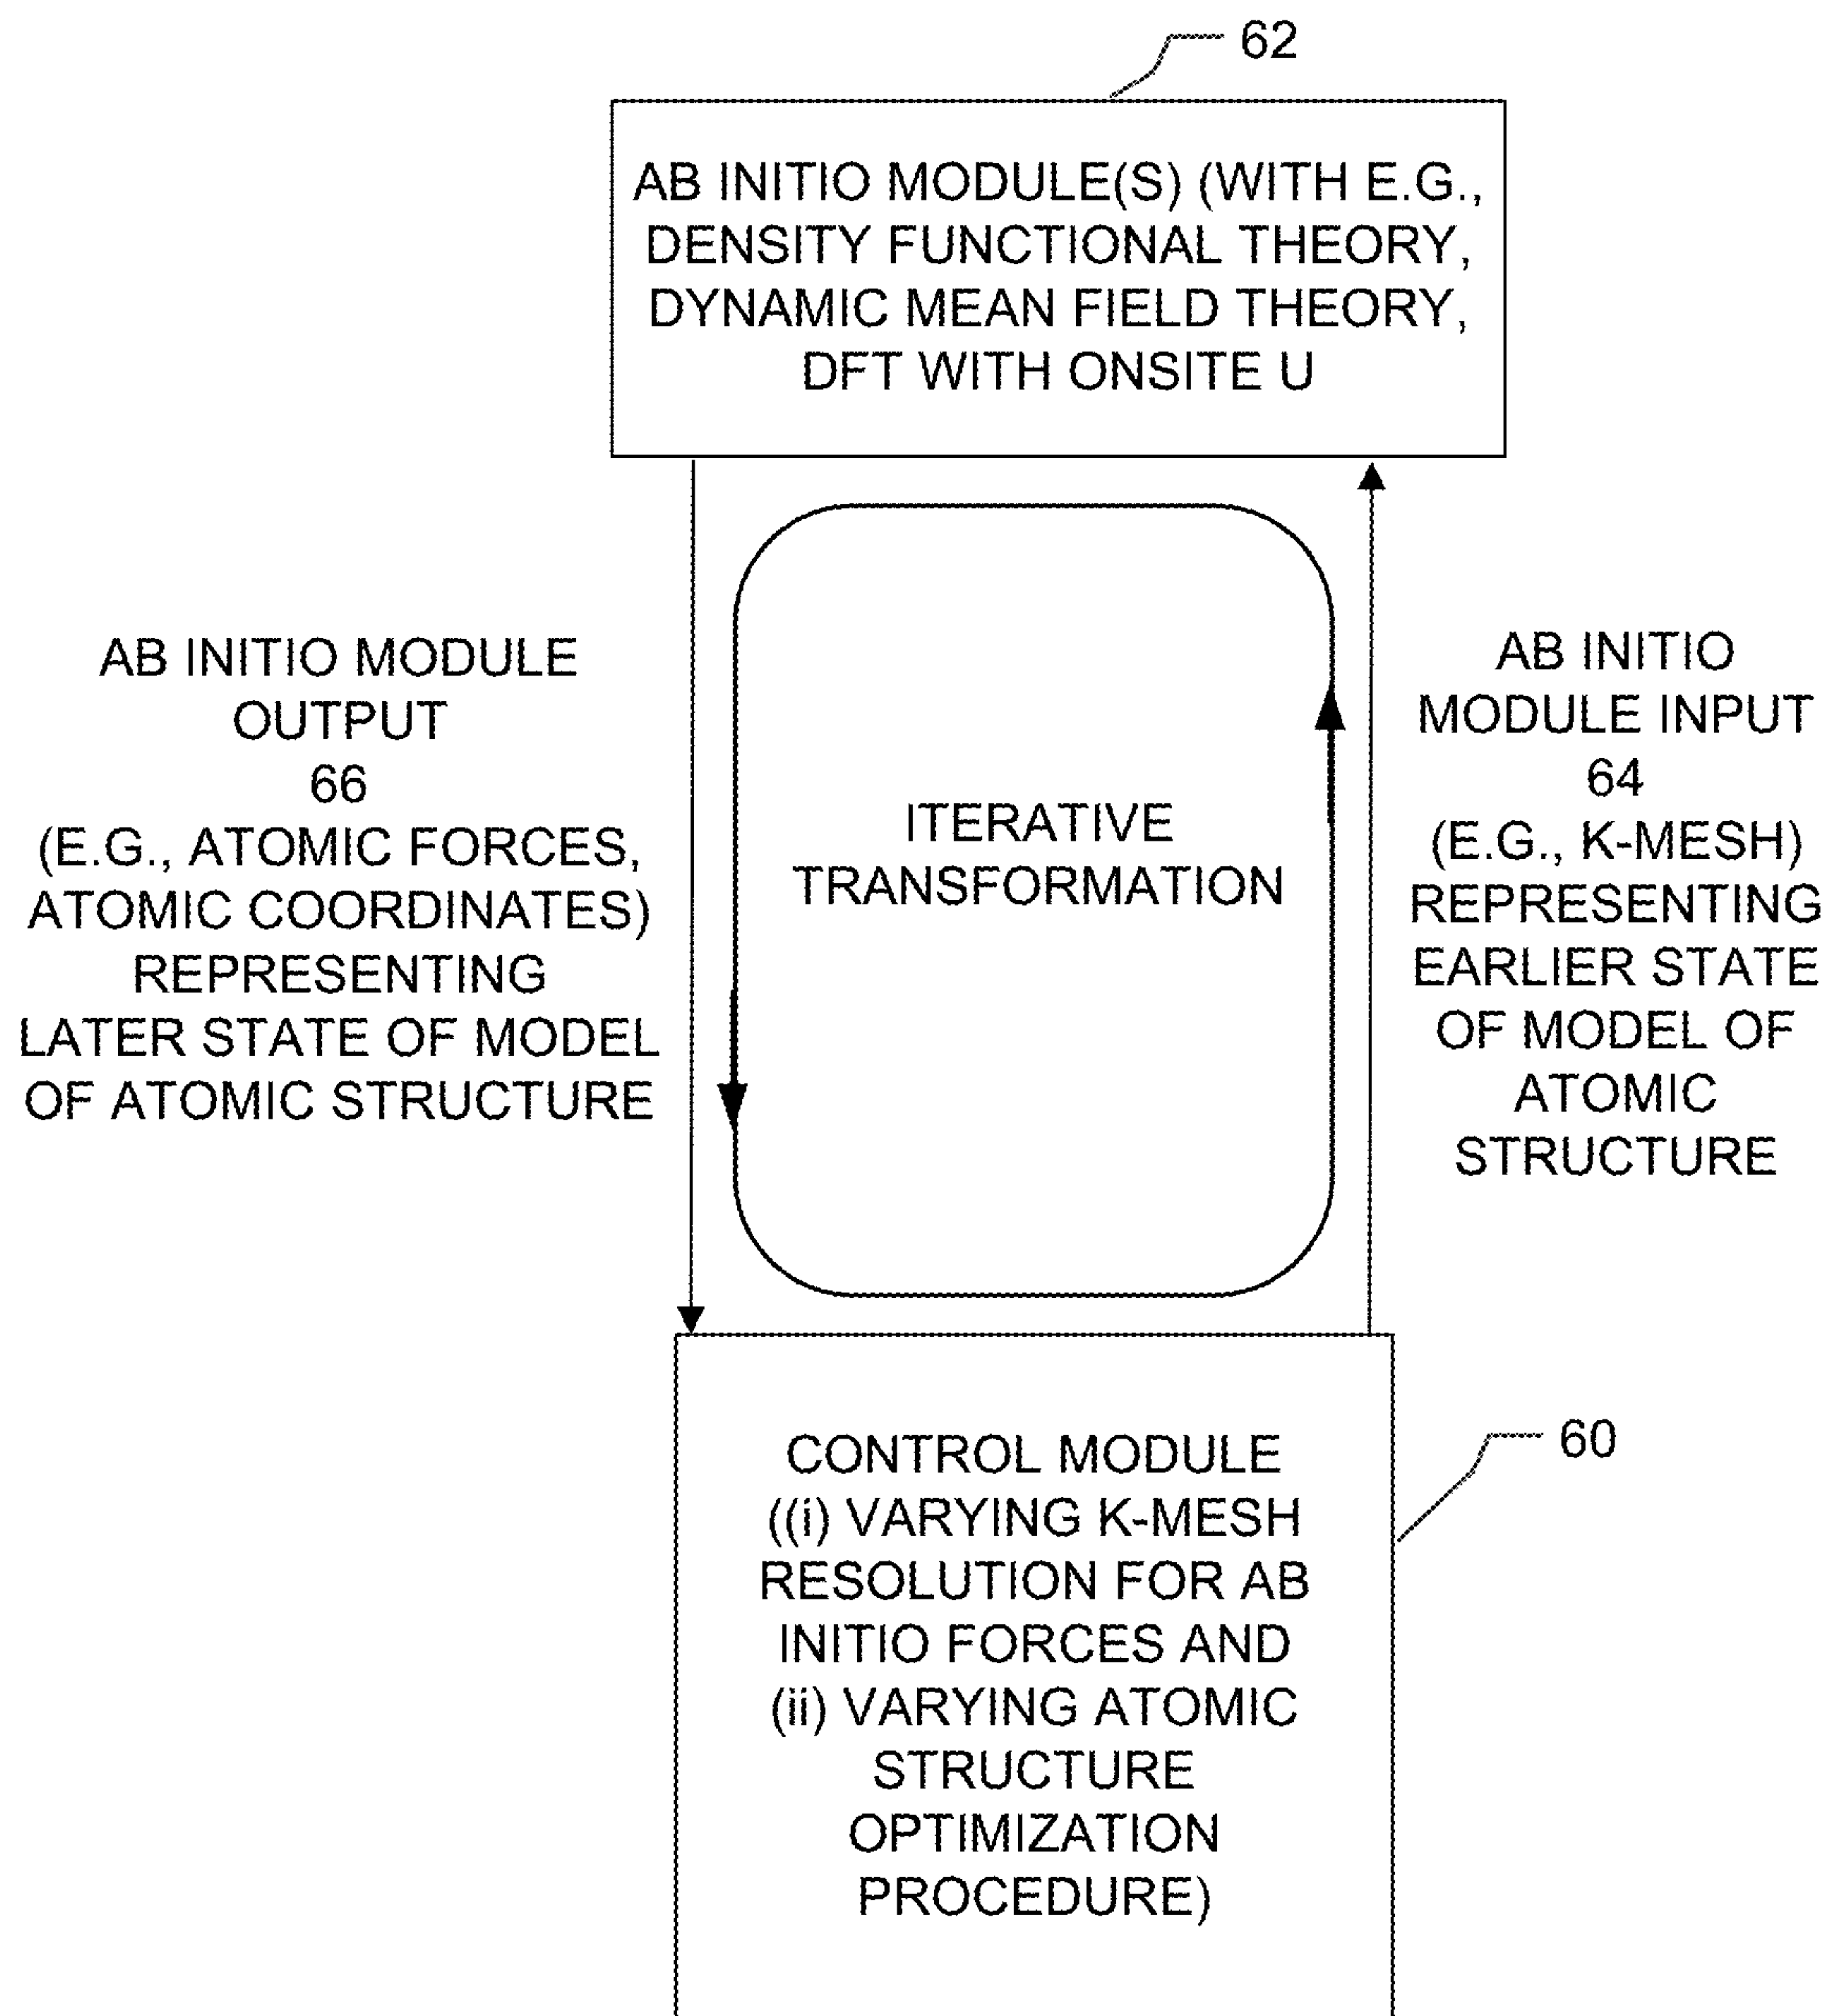 62
AB INITIO MODULE(S) (WITH E.G.,
DENSITY FUNCTIONAL THEORY,
DYNAMIC MEAN FIELD THEORY,
DFT WITH ONSITE U
AB INITIO MODULE
OUTPUT
66
(E.G., ATOMIC FORCES,
ATOMIC COORDINATES)
REPRESENTING
LATER STATE OF MODEL
OF ATOMIC STRUCTURE
ITERATIVE
TRANSFORMATION
AB INITIO
MODULE INPUT
64
(E.G., K-MESH)
REPRESENTING
EARLIER STATE
OF MODEL OF
ATOMIC
STRUCTURE
60
CONTROL MODULE
((i) VARYING K-MESH
RESOLUTION FOR AB
INITIO FORCES AND
(ii) VARYING ATOMIC
STRUCTURE
OPTIMIZATION
PROCEDURE)